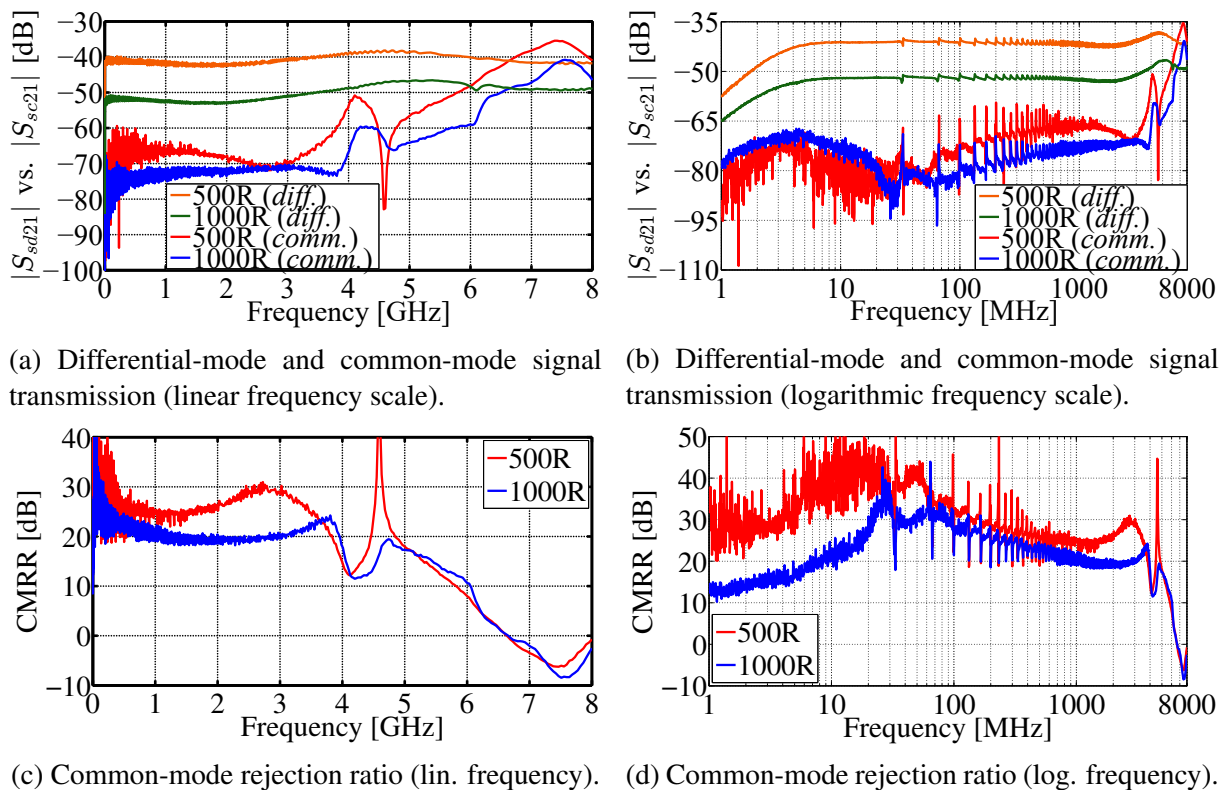 |S_sd21| vs. |S_sc21| [dB]
−30
−40
−50
−60
−70
−80
−90
−100
500R (diff.)
1000R (diff.)
500R (comm.)
1000R (comm.)
0 1 2 3 4 5 6 7 8
Frequency [GHz]
(a) Differential-mode and common-mode signal
transmission (linear frequency scale).
|S_sd21| vs. |S_sc21| [dB]
−35
−50
−65
−80
−95
−110
500R (diff.)
1000R (diff.)
500R (comm.)
1000R (comm.)
1 10 100 1000 8000
Frequency [MHz]
(b) Differential-mode and common-mode signal
transmission (logarithmic frequency scale).
CMRR [dB]
40
30
20
10
0
−10
500R
1000R
0 1 2 3 4 5 6 7 8
Frequency [GHz]
(c) Common-mode rejection ratio (lin. frequency).
CMRR [dB]
50
40
30
20
10
0
−10
500R
1000R
1 10 100 1000 8000
Frequency [MHz]
(d) Common-mode rejection ratio (log. frequency).